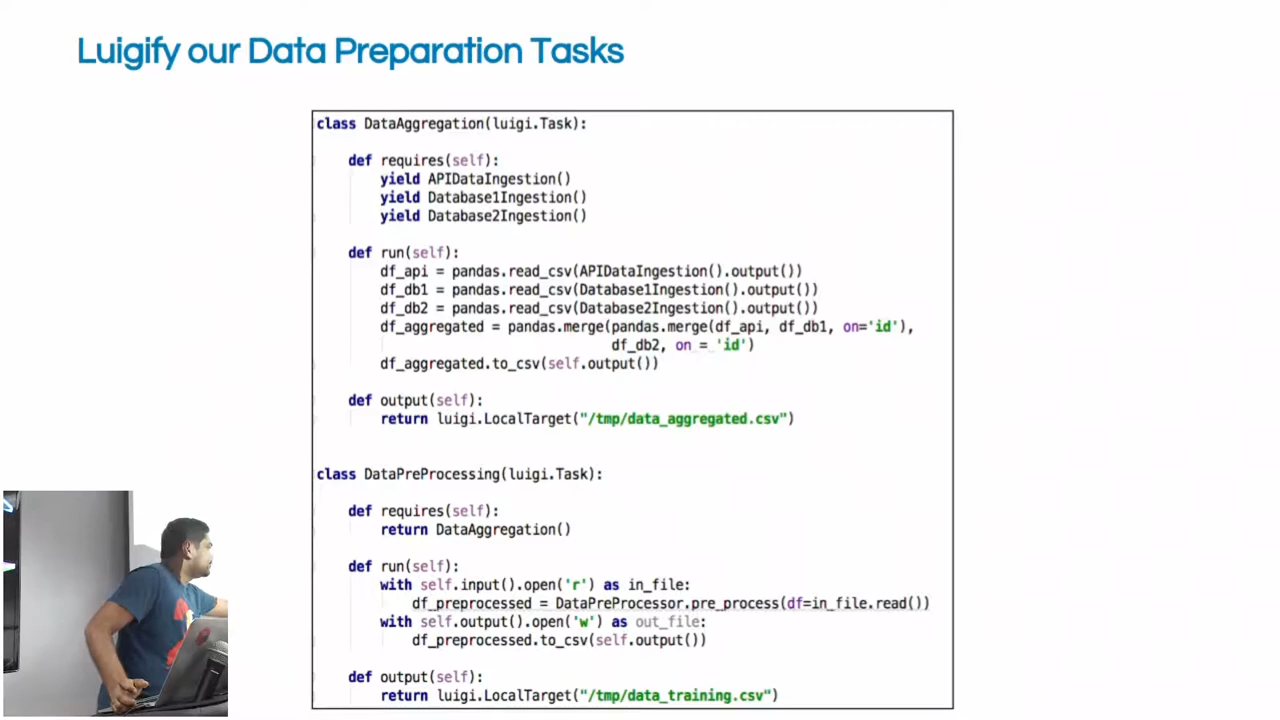 Luigify our Data Preparation Tasks
class DataAggregation(luigi.Task):
def requires(self):
yield APIDataIngestion()
yield Database1Ingestion()
yield Database2Ingestion()
def run(self):
df_api = pandas.read_csv(APIDataIngestion().output())
df_db1 = pandas.read_csv(Database1Ingestion().output())
df_db2 = pandas.read_csv(Database2Ingestion().output())
df_aggregated = pandas.merge(pandas.merge(df_api, df_db1, on='id'),
df_db2, on = 'id')
df_aggregated.to_csv(self.output())
def output(self):
return luigi.LocalTarget("/tmp/data_aggregated.csv")
class DataPreProcessing(luigi.Task):
def requires(self):
return DataAggregation()
def run(self):
with self.input().open('r') as in_file:
df_preprocessed = DataPreProcessor.pre_process(df=in_file.read())
with self.output().open('w') as out_file:
df_preprocessed.to_csv(self.output())
def output(self):
return luigi.LocalTarget("/tmp/data_training.csv")